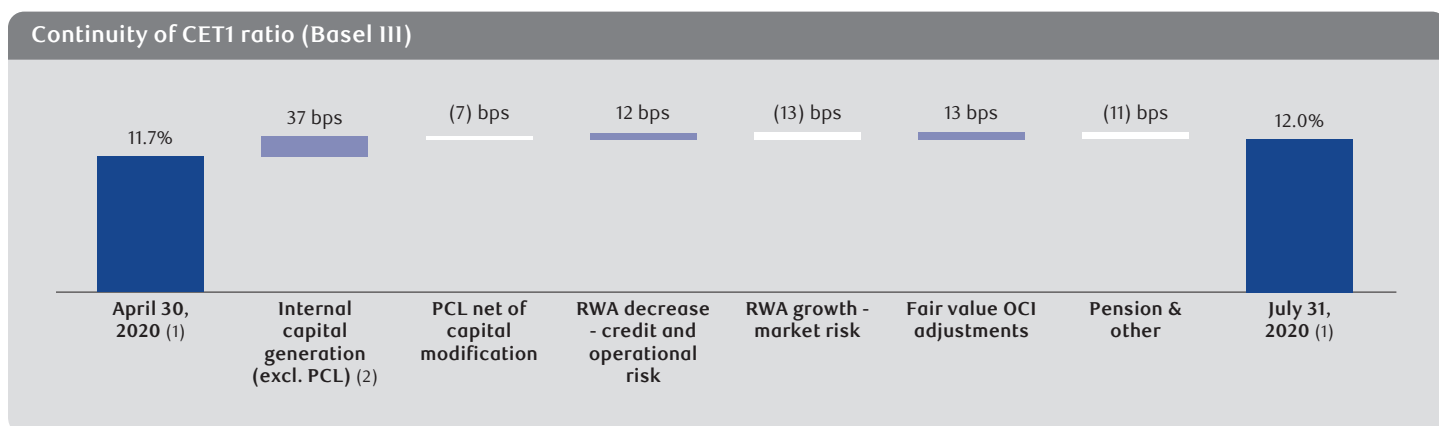 Continuity of CET1 ratio (Basel III)
11.7%
37 bps
(7) bps
12 bps
(13) bps
13 bps
(11) bps
12.0%
April 30,
2020 (1)
Internal
capital
generation
(excl. PCL) (2)
PCL net of
capital
modification
RWA decrease
- credit and
operational
risk
RWA growth -
market risk
Fair value OCI
adjustments
Pension &
other
July 31,
2020 (1)